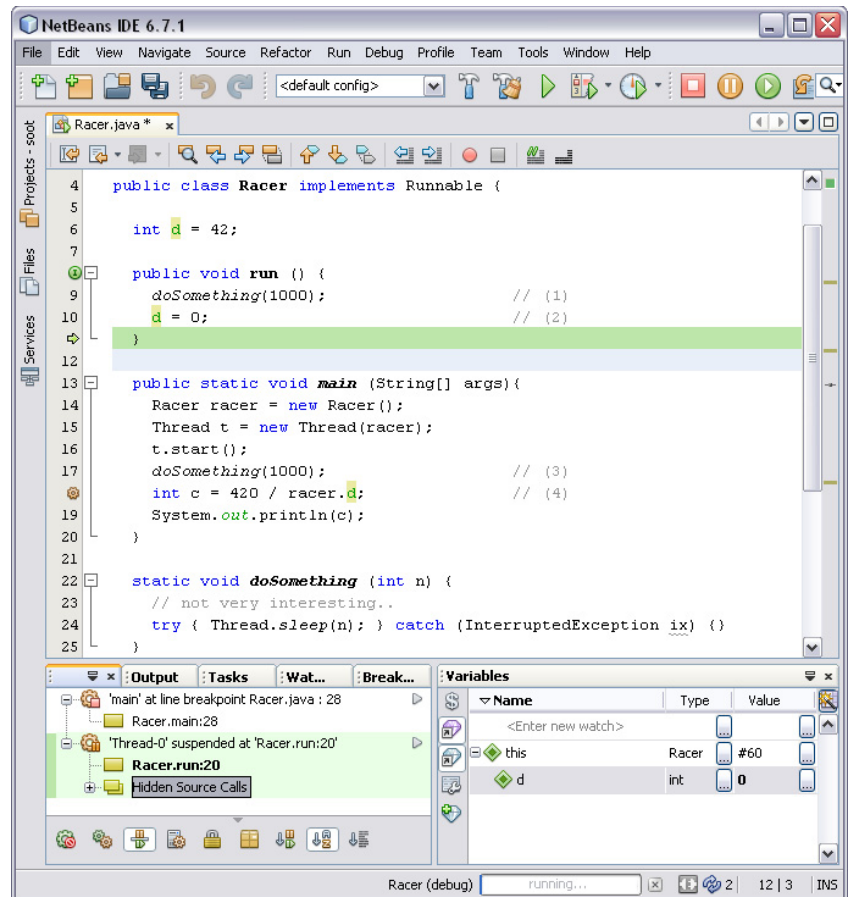 NetBeans IDE 6.7.1
File Edit View Navigate Source Refactor Run Debug Profile Team Tools Window Help
<default config>
Projects - soot
Files
Services
Racer.java * x
4 public class Racer implements Runnable {
5
6 int d = 42;
7
public void run () {
9 doSomething(1000); // (1)
10 d = 0; // (2)
}
12
13 public static void main (String[] args){
14 Racer racer = new Racer();
15 Thread t = new Thread(racer);
16 t.start();
17 doSomething(1000); // (3)
int c = 420 / racer.d; // (4)
19 System.out.println(c);
20 }
21
22 static void doSomething (int n) {
23 // not very interesting..
24 try { Thread.sleep(n); } catch (InterruptedException ix) {}
25 }
Output Tasks Wat... Break...
'main' at line breakpoint Racer.java : 28
Racer.main:28
'Thread-0' suspended at 'Racer.run:20'
Racer.run:20
Hidden Source Calls
Variables
Name Type Value
<Enter new watch>
this Racer #60
d int 0
Racer (debug) running... 2 12 | 3 INS